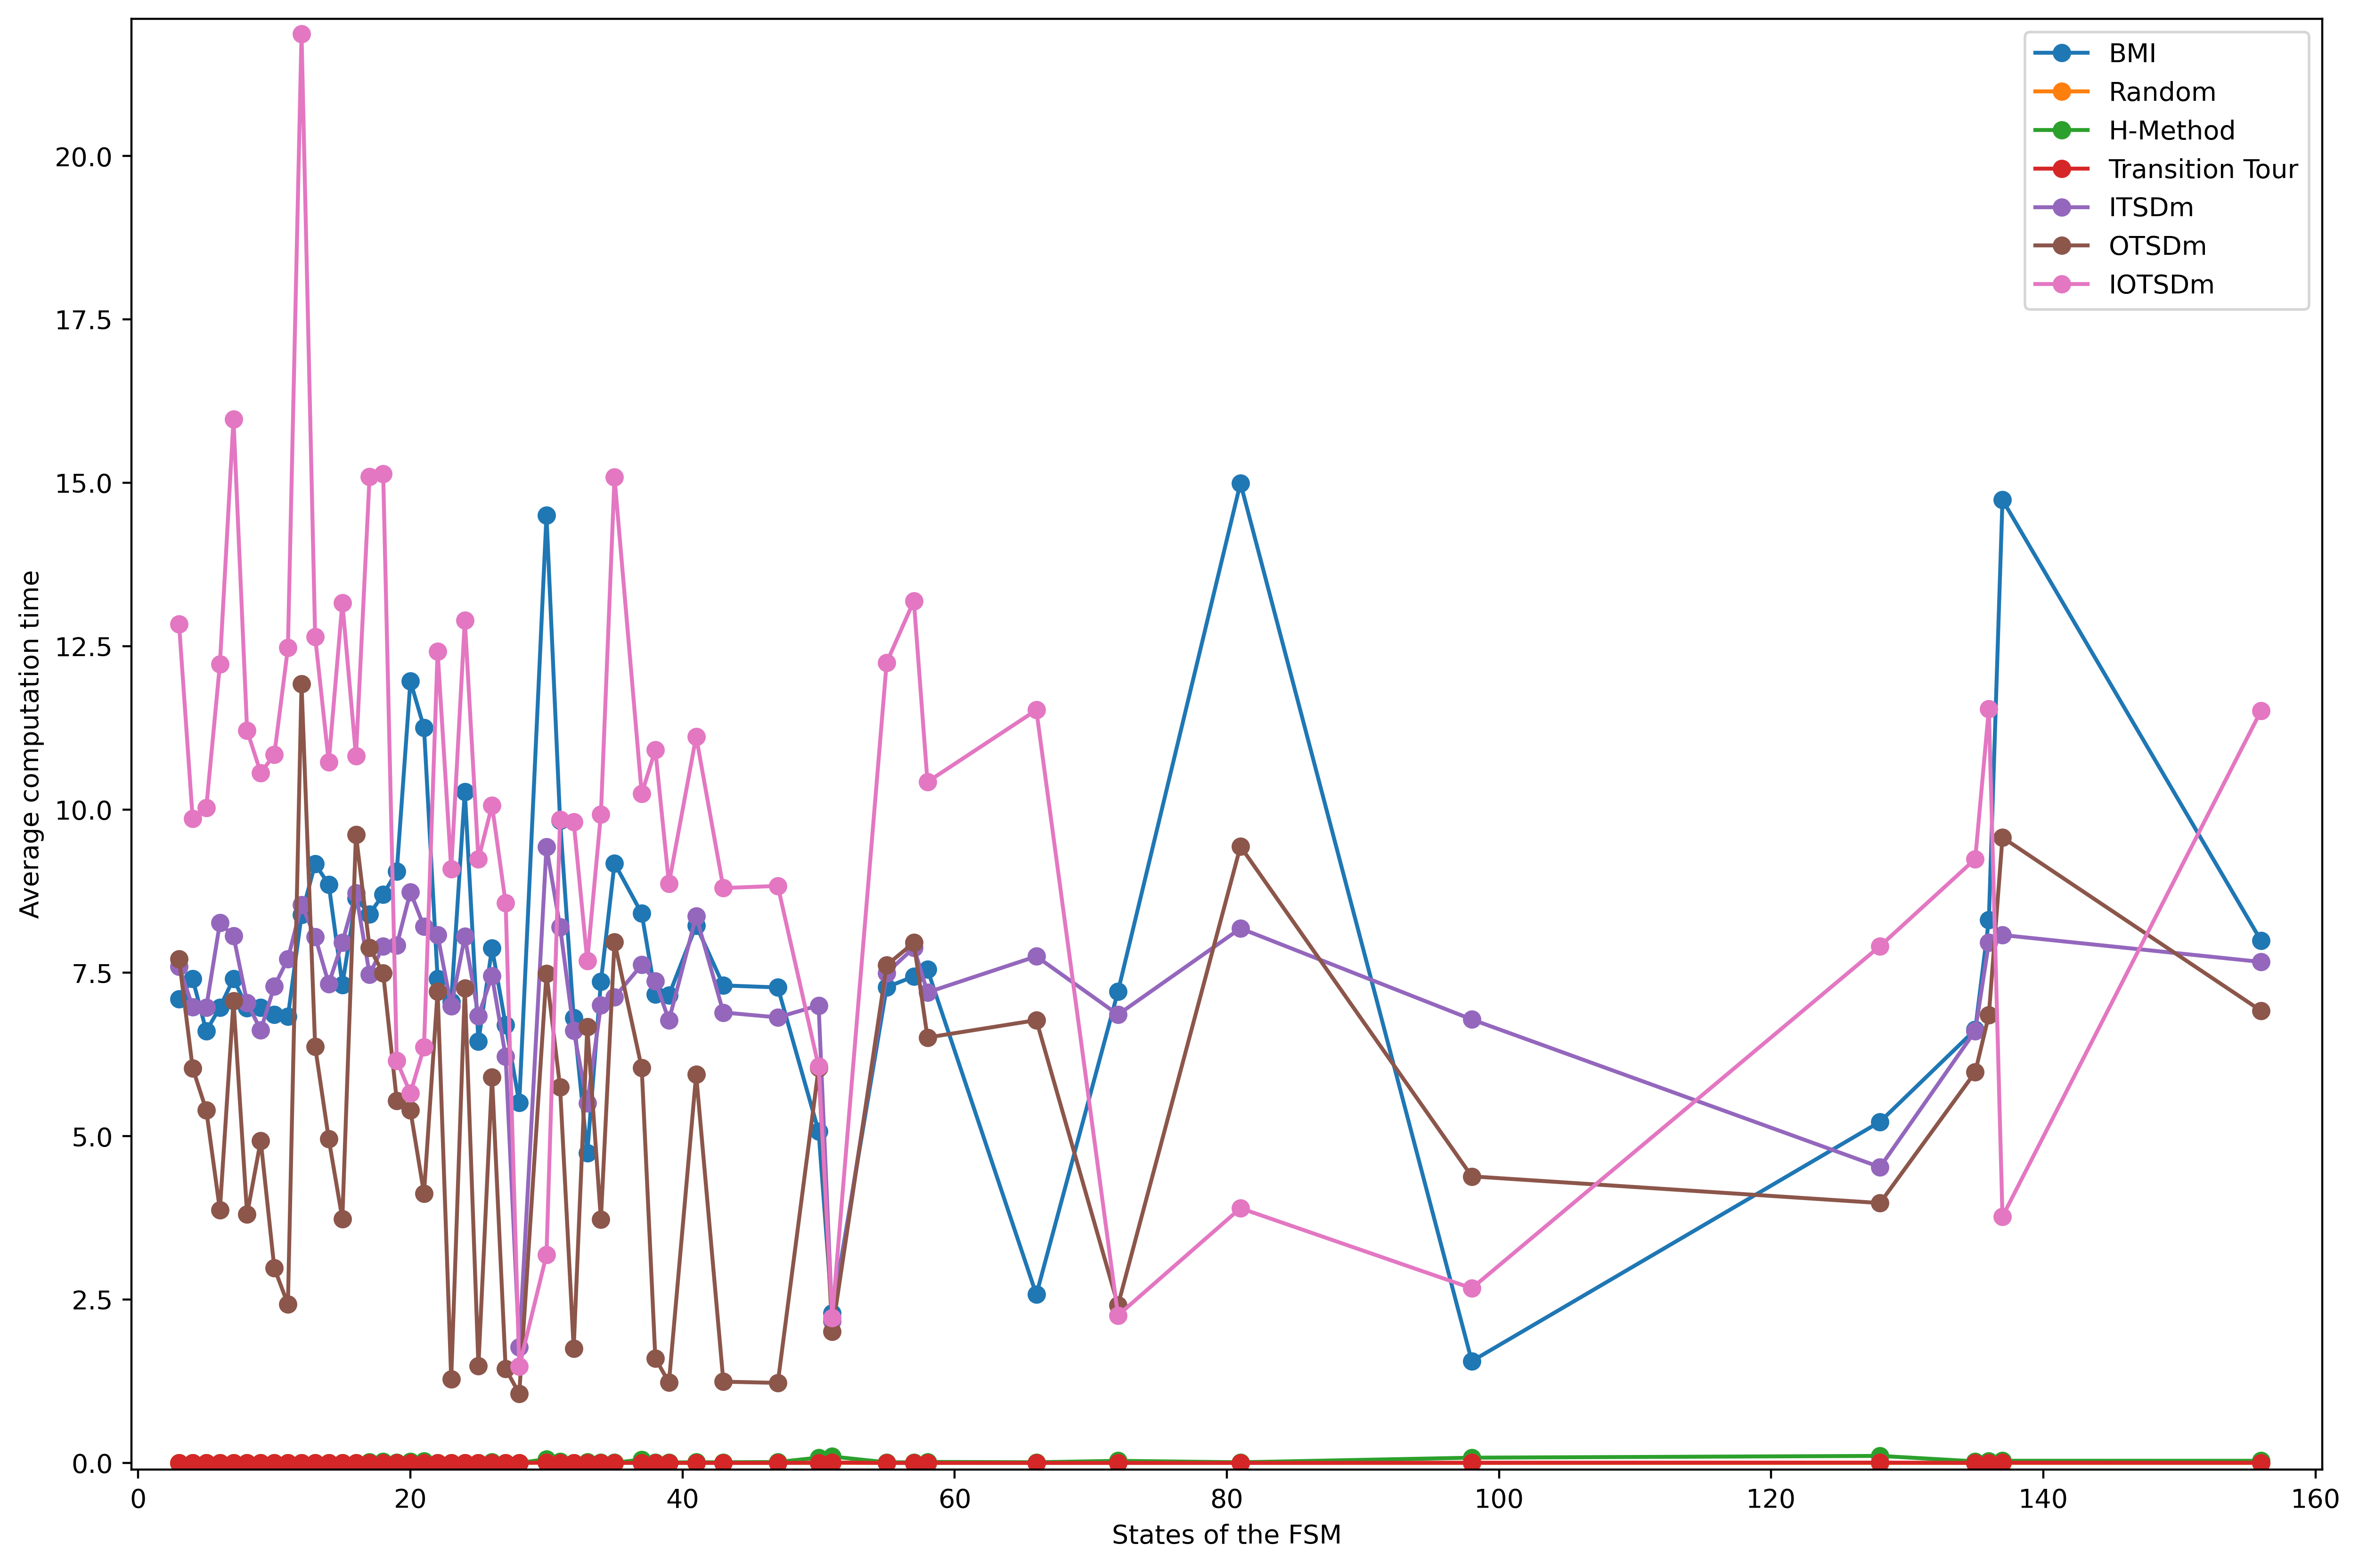 BMI
Random
H-Method
Transition Tour
ITSDm
OTSDm
IOTSDm
Average computation time
20.0
17.5
15.0
12.5
10.0
7.5
5.0
2.5
0.0
0 20 40 60 80 100 120 140 160
States of the FSM